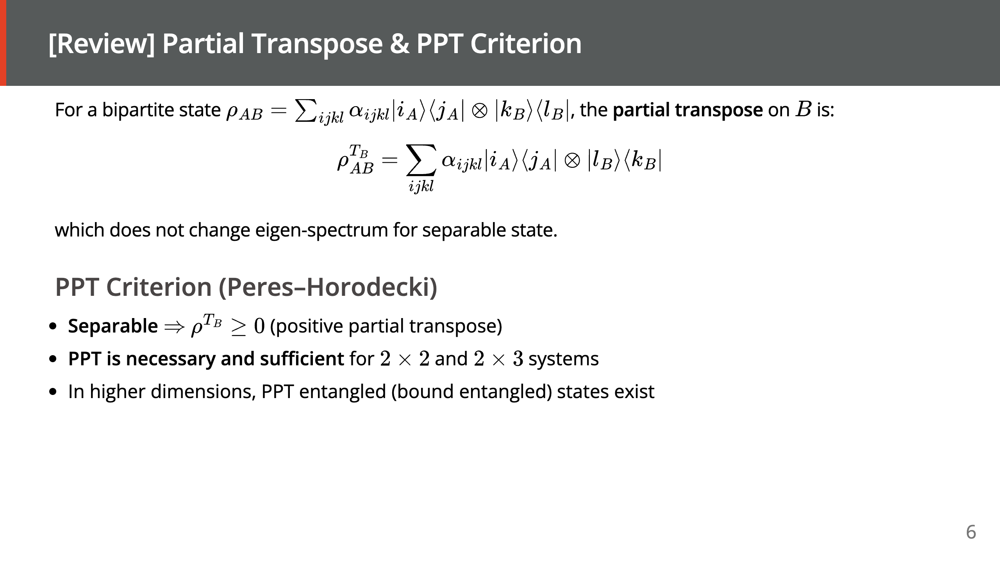 [Review] Partial Transpose & PPT Criterion
For a bipartite state $\rho_{AB} = \sum_{ijkl} \alpha_{ijkl} |i_A\rangle\langle j_A| \otimes |k_B\rangle\langle l_B|$, the partial transpose on $B$ is:
$\rho_{AB}^{T_B} = \sum_{ijkl} \alpha_{ijkl} |i_A\rangle\langle j_A| \otimes |l_B\rangle\langle k_B|$
which does not change eigen-spectrum for separable state.
PPT Criterion (Peres–Horodecki)
• Separable $\Rightarrow \rho^{T_B} \geq 0$ (positive partial transpose)
• PPT is necessary and sufficient for $2 \times 2$ and $2 \times 3$ systems
• In higher dimensions, PPT entangled (bound entangled) states exist
6